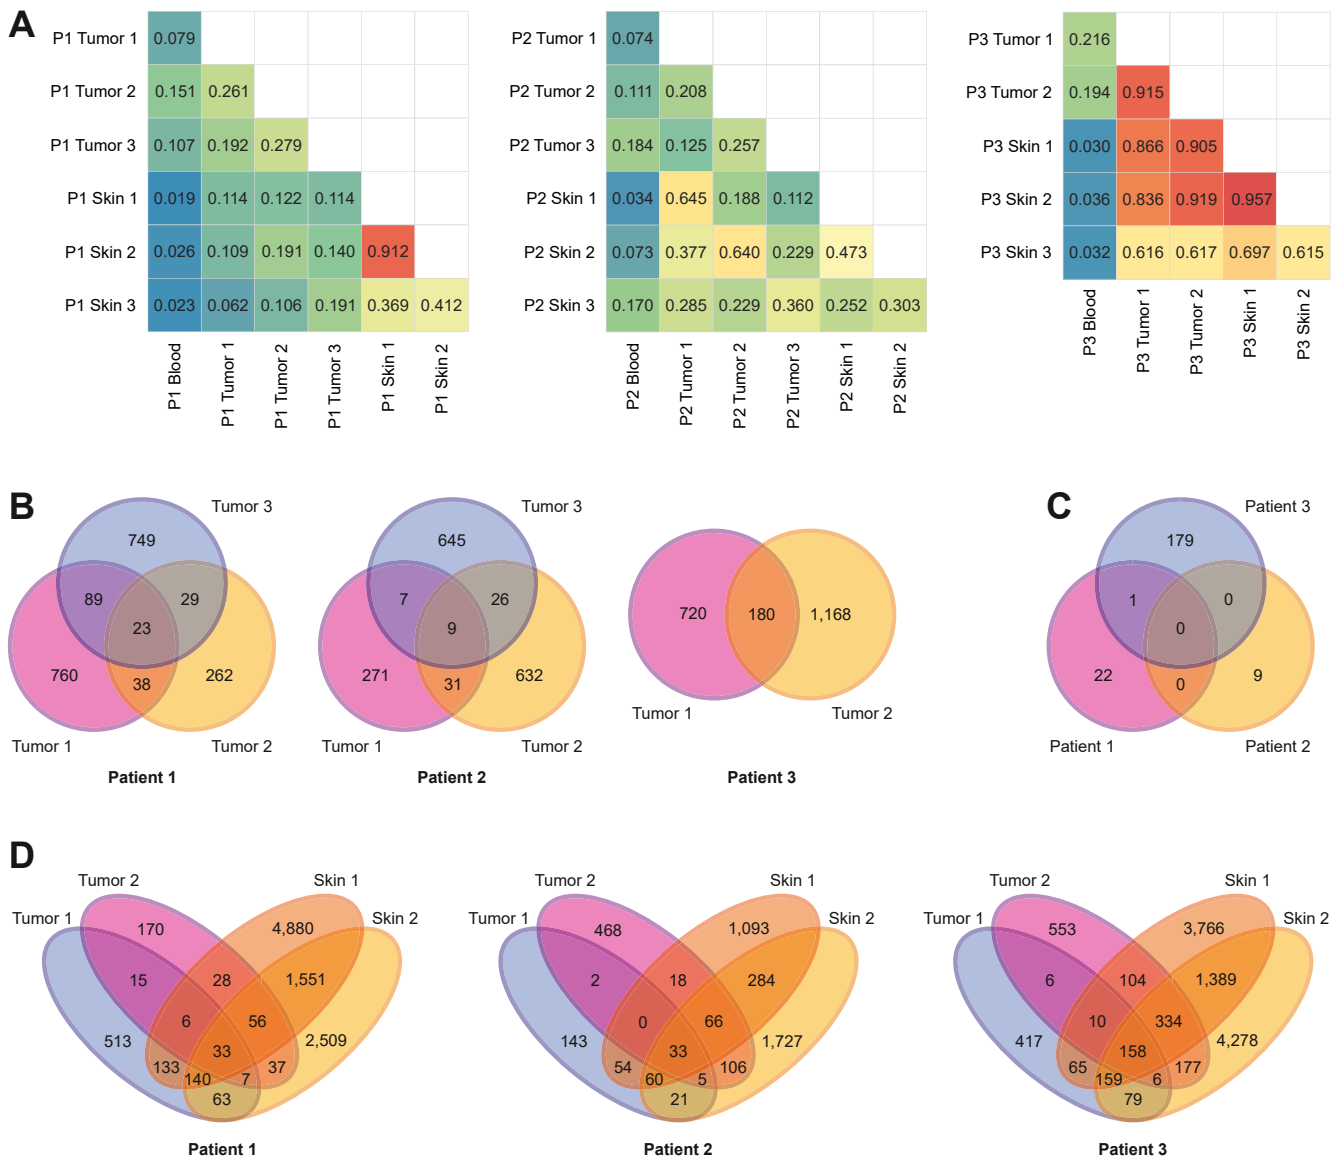 A
P1 Tumor 1 0.079
P1 Tumor 2 0.151 0.261
P1 Tumor 3 0.107 0.192 0.279
P1 Skin 1 0.019 0.114 0.122 0.114
P1 Skin 2 0.026 0.109 0.191 0.140 0.912
P1 Skin 3 0.023 0.062 0.106 0.191 0.369 0.412
P1 Blood
P1 Tumor 1
P1 Tumor 2
P1 Tumor 3
P1 Skin 1
P1 Skin 2
P2 Tumor 1 0.074
P2 Tumor 2 0.111 0.208
P2 Tumor 3 0.184 0.125 0.257
P2 Skin 1 0.034 0.645 0.188 0.112
P2 Skin 2 0.073 0.377 0.640 0.229 0.473
P2 Skin 3 0.170 0.285 0.229 0.360 0.252 0.303
P2 Blood
P2 Tumor 1
P2 Tumor 2
P2 Tumor 3
P2 Skin 1
P2 Skin 2
P3 Tumor 1 0.216
P3 Tumor 2 0.194 0.915
P3 Skin 1 0.030 0.866 0.905
P3 Skin 2 0.036 0.836 0.919 0.957
P3 Skin 3 0.032 0.616 0.617 0.697 0.615
P3 Blood
P3 Tumor 1
P3 Tumor 2
P3 Skin 1
P3 Skin 2
B
Tumor 3
749
89 29
23
760 38 262
Tumor 1 Tumor 2
Patient 1
Tumor 3
645
7 26
9
271 31 632
Tumor 1 Tumor 2
Patient 2
720 180 1,168
Tumor 1 Tumor 2
Patient 3
C
Patient 3
179
1 0
0
22 0 9
Patient 1 Patient 2
D
Tumor 2 Skin 1
Tumor 1 Skin 2
170 4,880
15 28 1,551
6 56
513 33 2,509
133 140 7 37
63
Patient 1
Tumor 2 Skin 1
Tumor 1 Skin 2
468 1,093
2 18 284
0 66
143 33 1,727
54 60 5 106
21
Patient 2
Tumor 2 Skin 1
Tumor 1 Skin 2
553 3,766
6 104 1,389
10 334
417 158 4,278
65 159 6 177
79
Patient 3